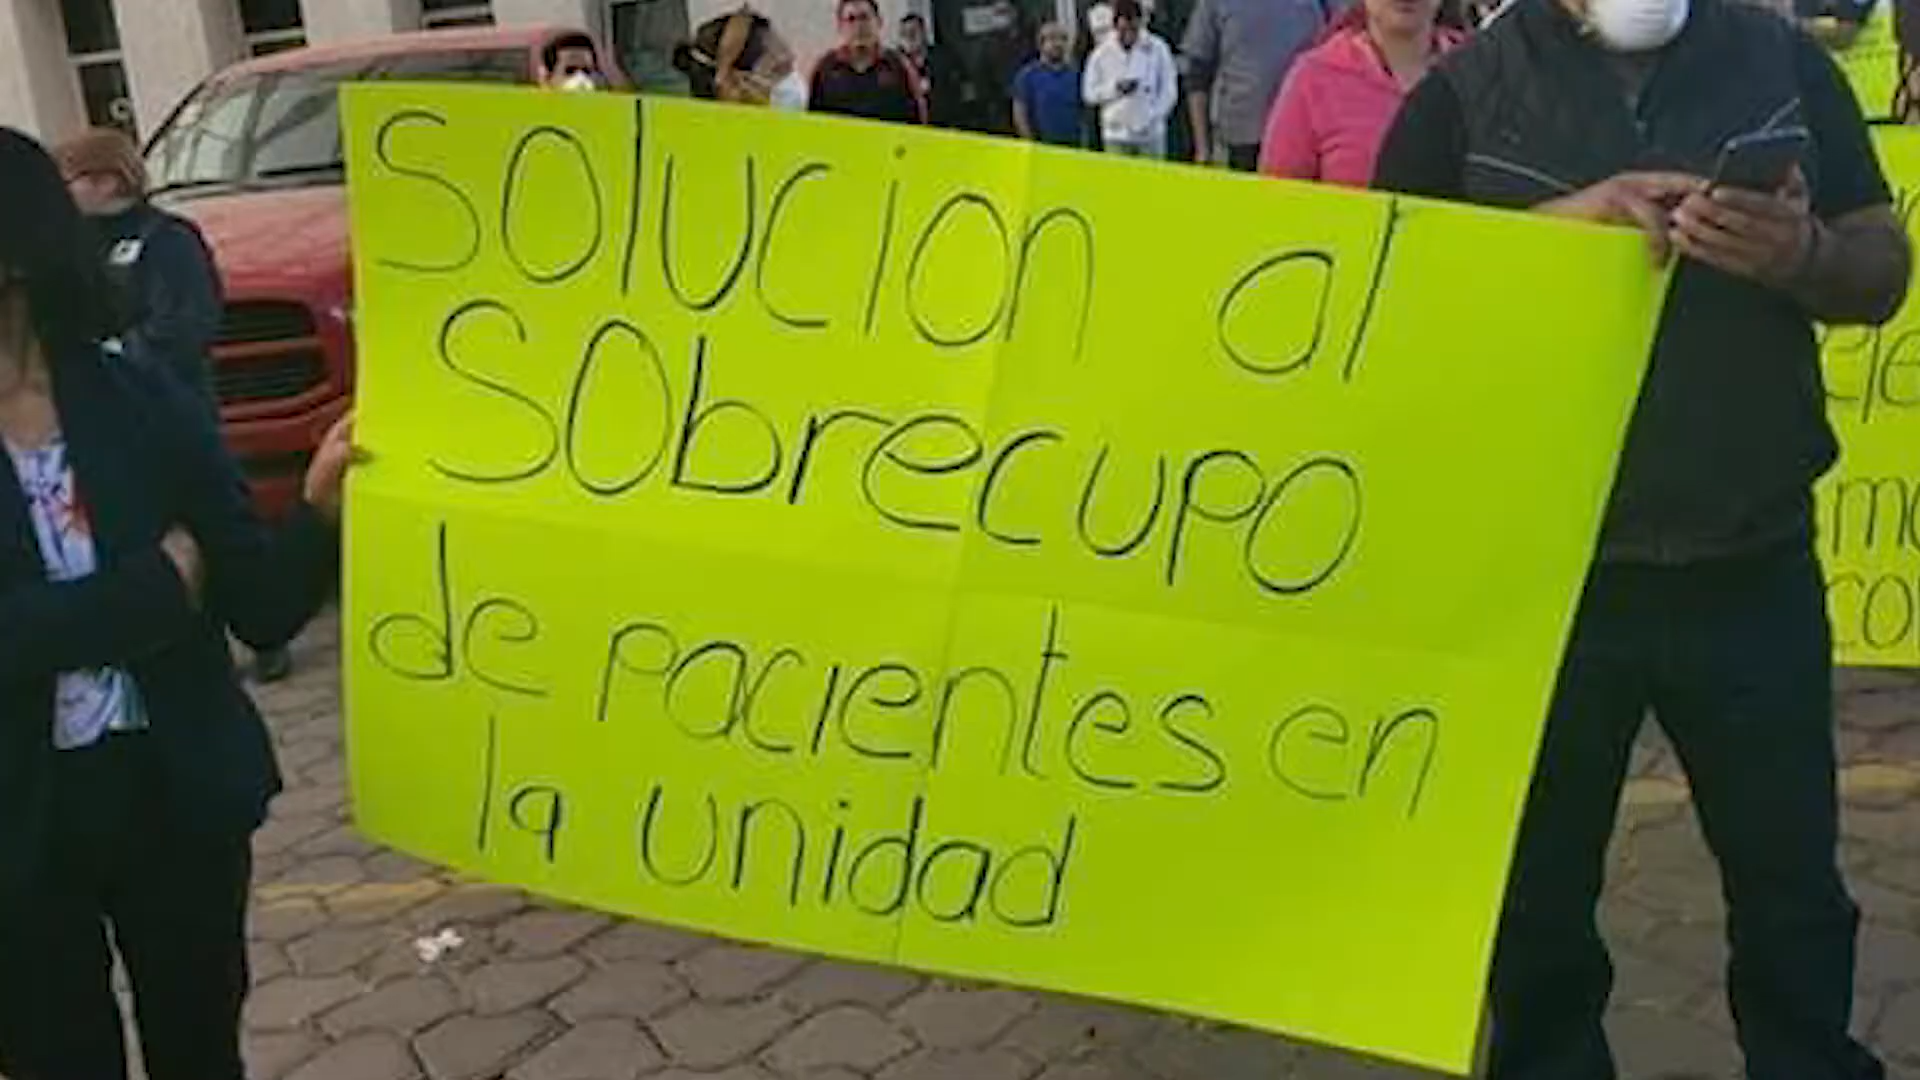 Solucion al
Sobrecupo
de pacientes en
la unidad